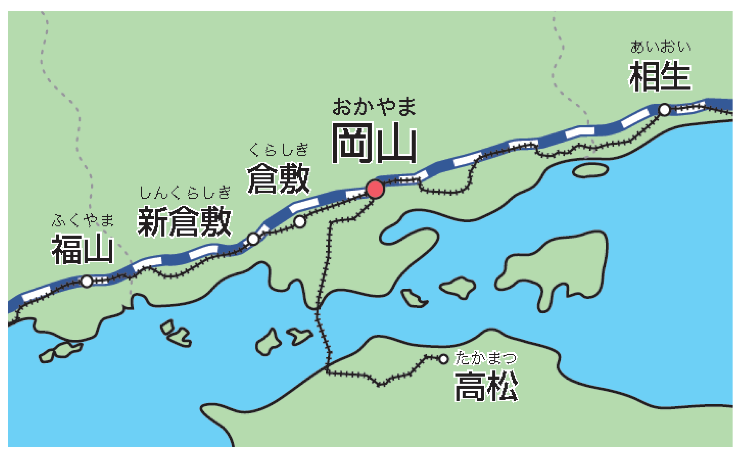 あいおい
相生
おかやま
岡山
くらしき
倉敷
しんくらしき
新倉敷
ふくやま
福山
たかまつ
高松